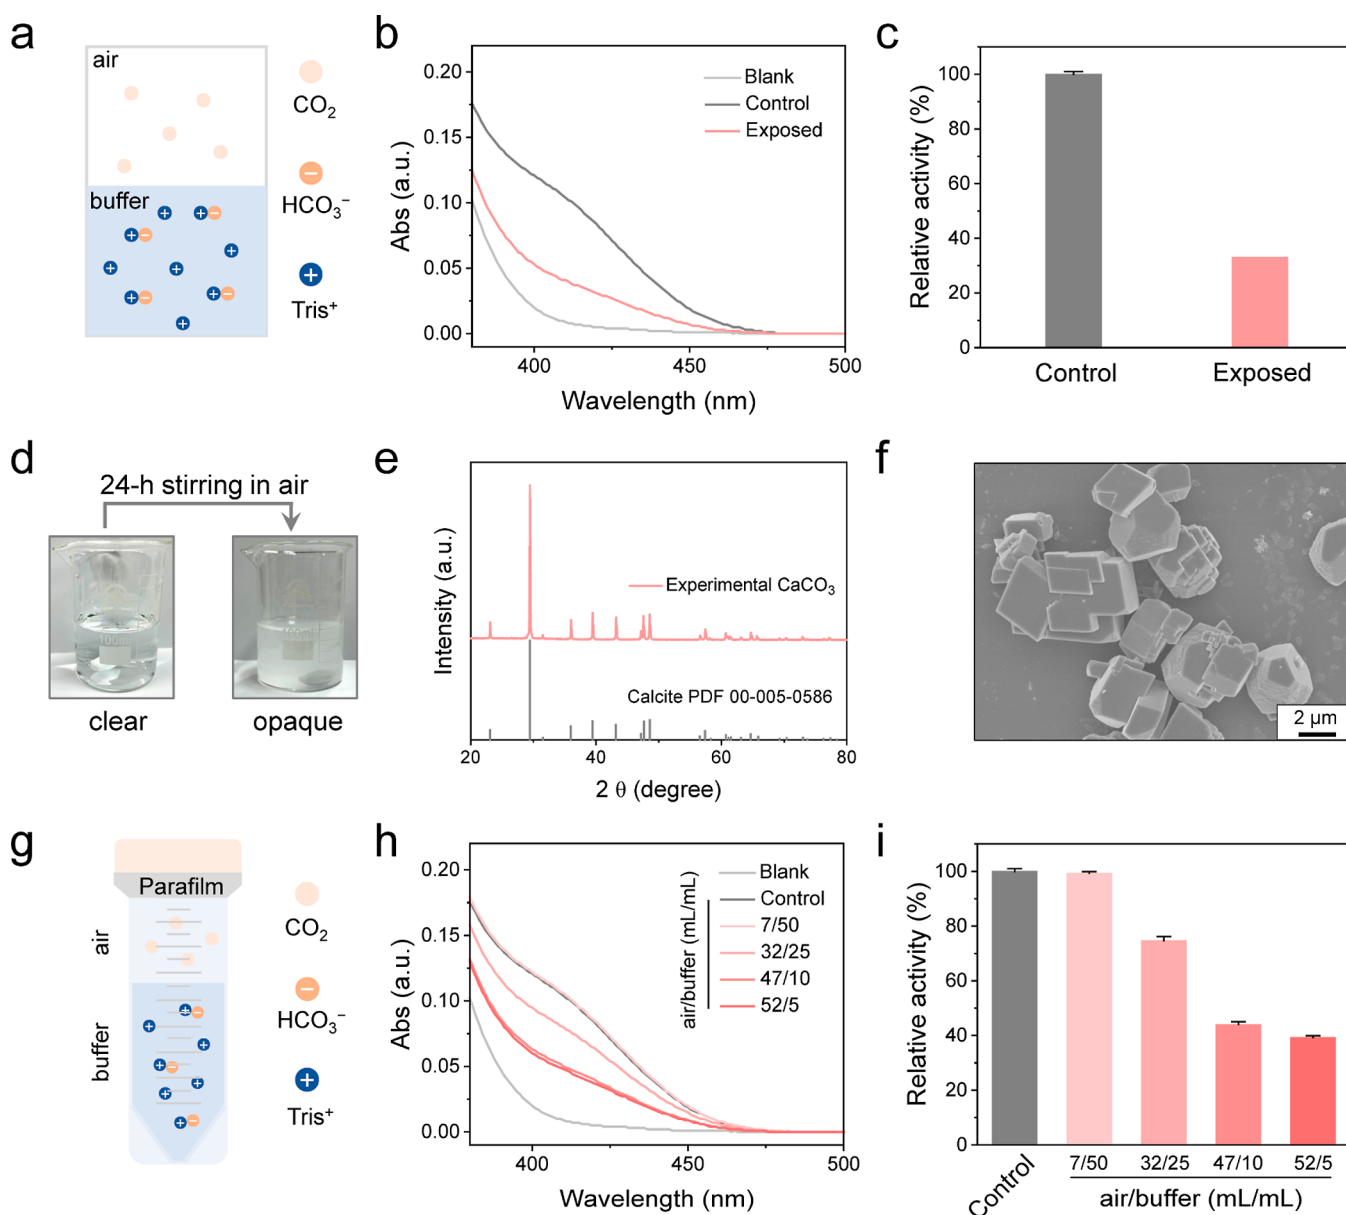 a
air
buffer
CO₂
HCO₃⁻
Tris⁺
b
0.20
0.15
0.10
0.05
0.00
Abs (a.u.)
Blank
Control
Exposed
400
450
500
Wavelength (nm)
c
100
80
60
40
20
0
Relative activity (%)
Control
Exposed
d
24-h stirring in air
100ml
100ml
clear
opaque
e
Intensity (a.u.)
Experimental CaCO₃
Calcite PDF 00-005-0586
20
40
60
80
2 θ (degree)
f
2 μm
g
Parafilm
air
buffer
CO₂
HCO₃⁻
Tris⁺
h
0.20
0.15
0.10
0.05
0.00
Abs (a.u.)
air/buffer (mL/mL)
Blank
Control
7/50
32/25
47/10
52/5
400
450
500
Wavelength (nm)
i
100
80
60
40
20
0
Relative activity (%)
Control
7/50
32/25
47/10
52/5
air/buffer (mL/mL)